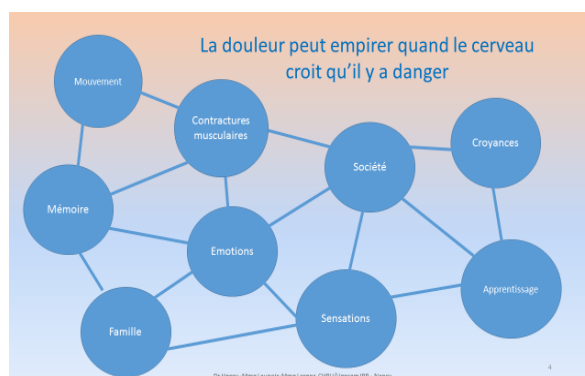 La douleur peut empirer quand le cerveau
croit qu'il y a danger
Mouvement
Contractures
musculaires
Société
Croyances
Mémoire
Emotions
Famille
Sensations
Apprentissage
4